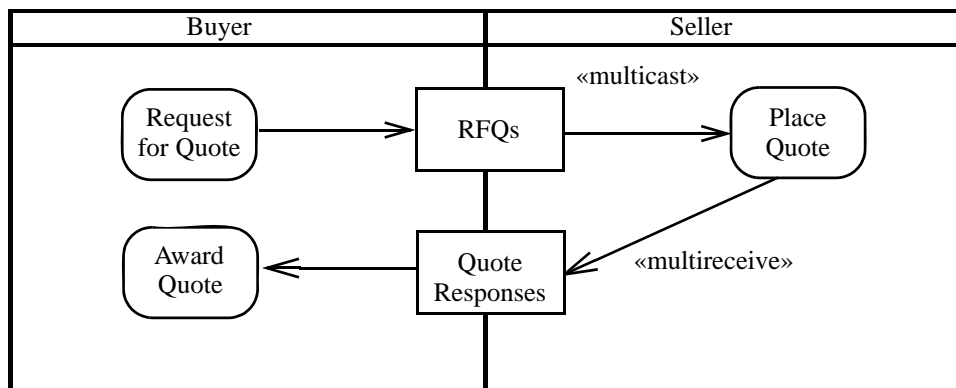 Buyer
Seller
«multicast»
Request
for Quote
RFQs
Place
Quote
Award
Quote
Quote
Responses
«multireceive»